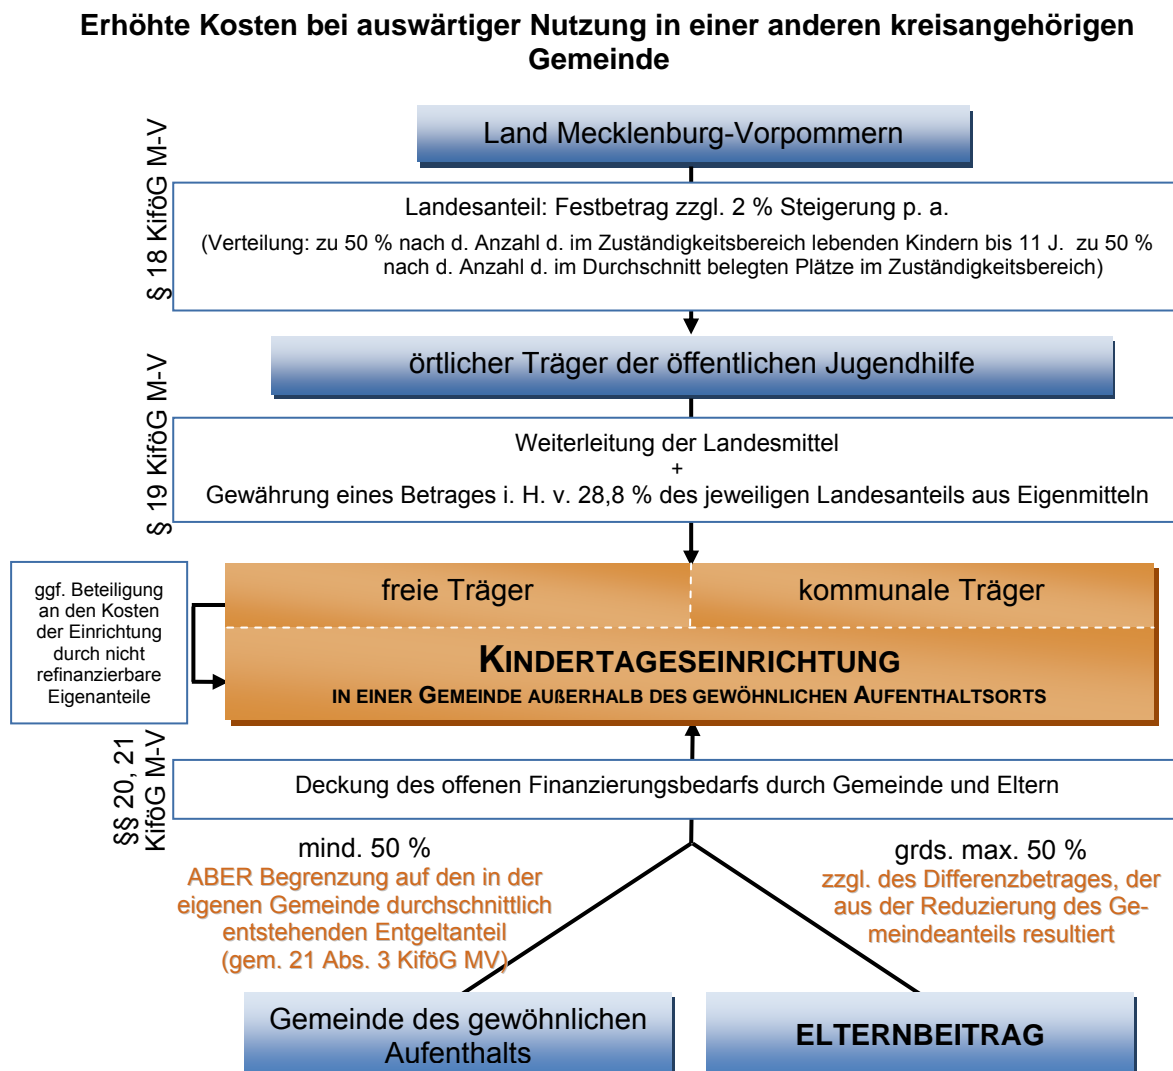 Erhöhte Kosten bei auswärtiger Nutzung in einer anderen kreisangehörigen
Gemeinde
Land Mecklenburg-Vorpommern
§ 18 KiföG M-V
Landesanteil: Festbetrag zzgl. 2 % Steigerung p. a.
(Verteilung: zu 50 % nach d. Anzahl d. im Zuständigkeitsbereich lebenden Kindern bis 11 J. zu 50 %
nach d. Anzahl d. im Durchschnitt belegten Plätze im Zuständigkeitsbereich)
örtlicher Träger der öffentlichen Jugendhilfe
§ 19 KiföG M-V
Weiterleitung der Landesmittel
+
Gewährung eines Betrages i. H. v. 28,8 % des jeweiligen Landesanteils aus Eigenmitteln
ggf. Beteiligung
an den Kosten
der Einrichtung
durch nicht
refinanzierbare
Eigenanteile
freie Träger
kommunale Träger
KINDERTAGESEINRICHTUNG
IN EINER GEMEINDE AUßERHALB DES GEWÖHNLICHEN AUFENTHALTSORTS
§§ 20, 21
KiföG M-V
Deckung des offenen Finanzierungsbedarfs durch Gemeinde und Eltern
mind. 50 %
ABER Begrenzung auf den in der
eigenen Gemeinde durchschnittlich
entstehenden Entgeltanteil
(gem. 21 Abs. 3 KiföG MV)
grds. max. 50 %
zzgl. des Differenzbetrages, der
aus der Reduzierung des Ge-
meindeanteils resultiert
Gemeinde des gewöhnlichen
Aufenthalts
ELTERNBEITRAG